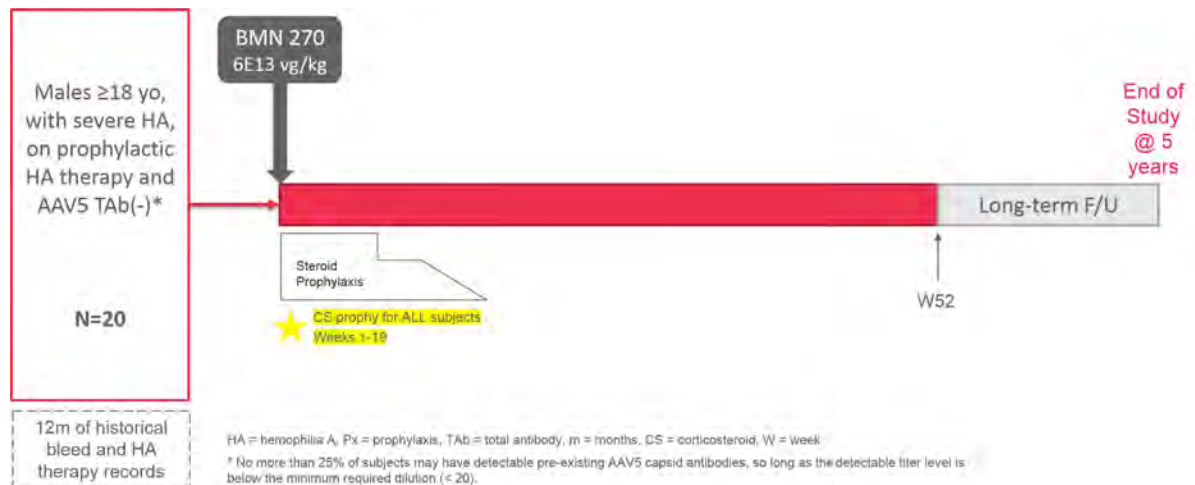 BMN 270
6E13 vg/kg
Males ≥18 yo,
with severe HA,
on prophylactic
HA therapy and
AAV5 TAb(-)*
N=20
12m of historical
bleed and HA
therapy records
End of
Study
@ 5
years
Long-term F/U
Steroid
Prophylaxis
CS prophy for ALL subjects
Weeks 1-19
W52
HA = hemophilia A, Px = prophylaxis, TAb = total antibody, m = months, CS = corticosteroid, W = week
* No more than 25% of subjects may have detectable pre-existing AAV5 capsid antibodies, so long as the detectable titer level is
below the minimum required dilution (< 20).